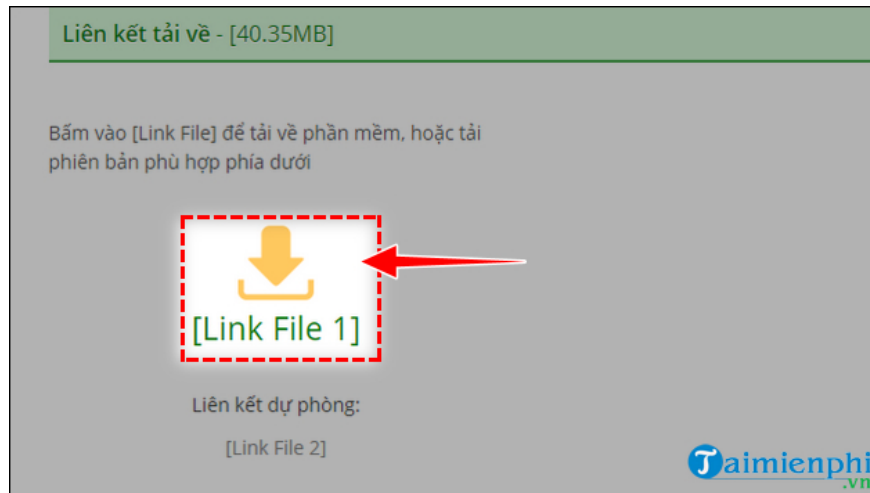 Liên kết tải về - [40.35MB]
Bấm vào [Link File] để tải về phần mềm, hoặc tải
phiên bản phù hợp phía dưới
[Link File 1]
Liên kết dự phòng:
[Link File 2]
Taimienphi
.vn